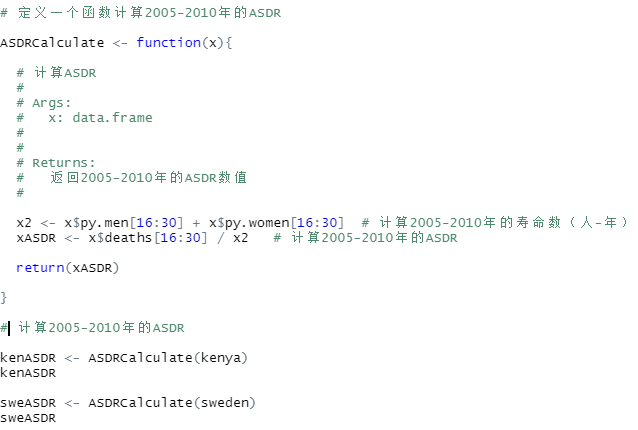 # 定义一个函数计算2005-2010年的ASDR
ASDRCalculate <- function(x){
# 计算ASDR
#
# Args:
# x: data.frame
#
#
# Returns:
# 返回2005-2010年的ASDR数值
#
x2 <- x$py.men[16:30] + x$py.women[16:30] # 计算2005-2010年的寿命数（人-年）
xASDR <- x$deaths[16:30] / x2 # 计算2005-2010年的ASDR
return(xASDR)
}
# 计算2005-2010年的ASDR
kenASDR <- ASDRCalculate(kenya)
kenASDR
sweASDR <- ASDRCalculate(sweden)
sweASDR